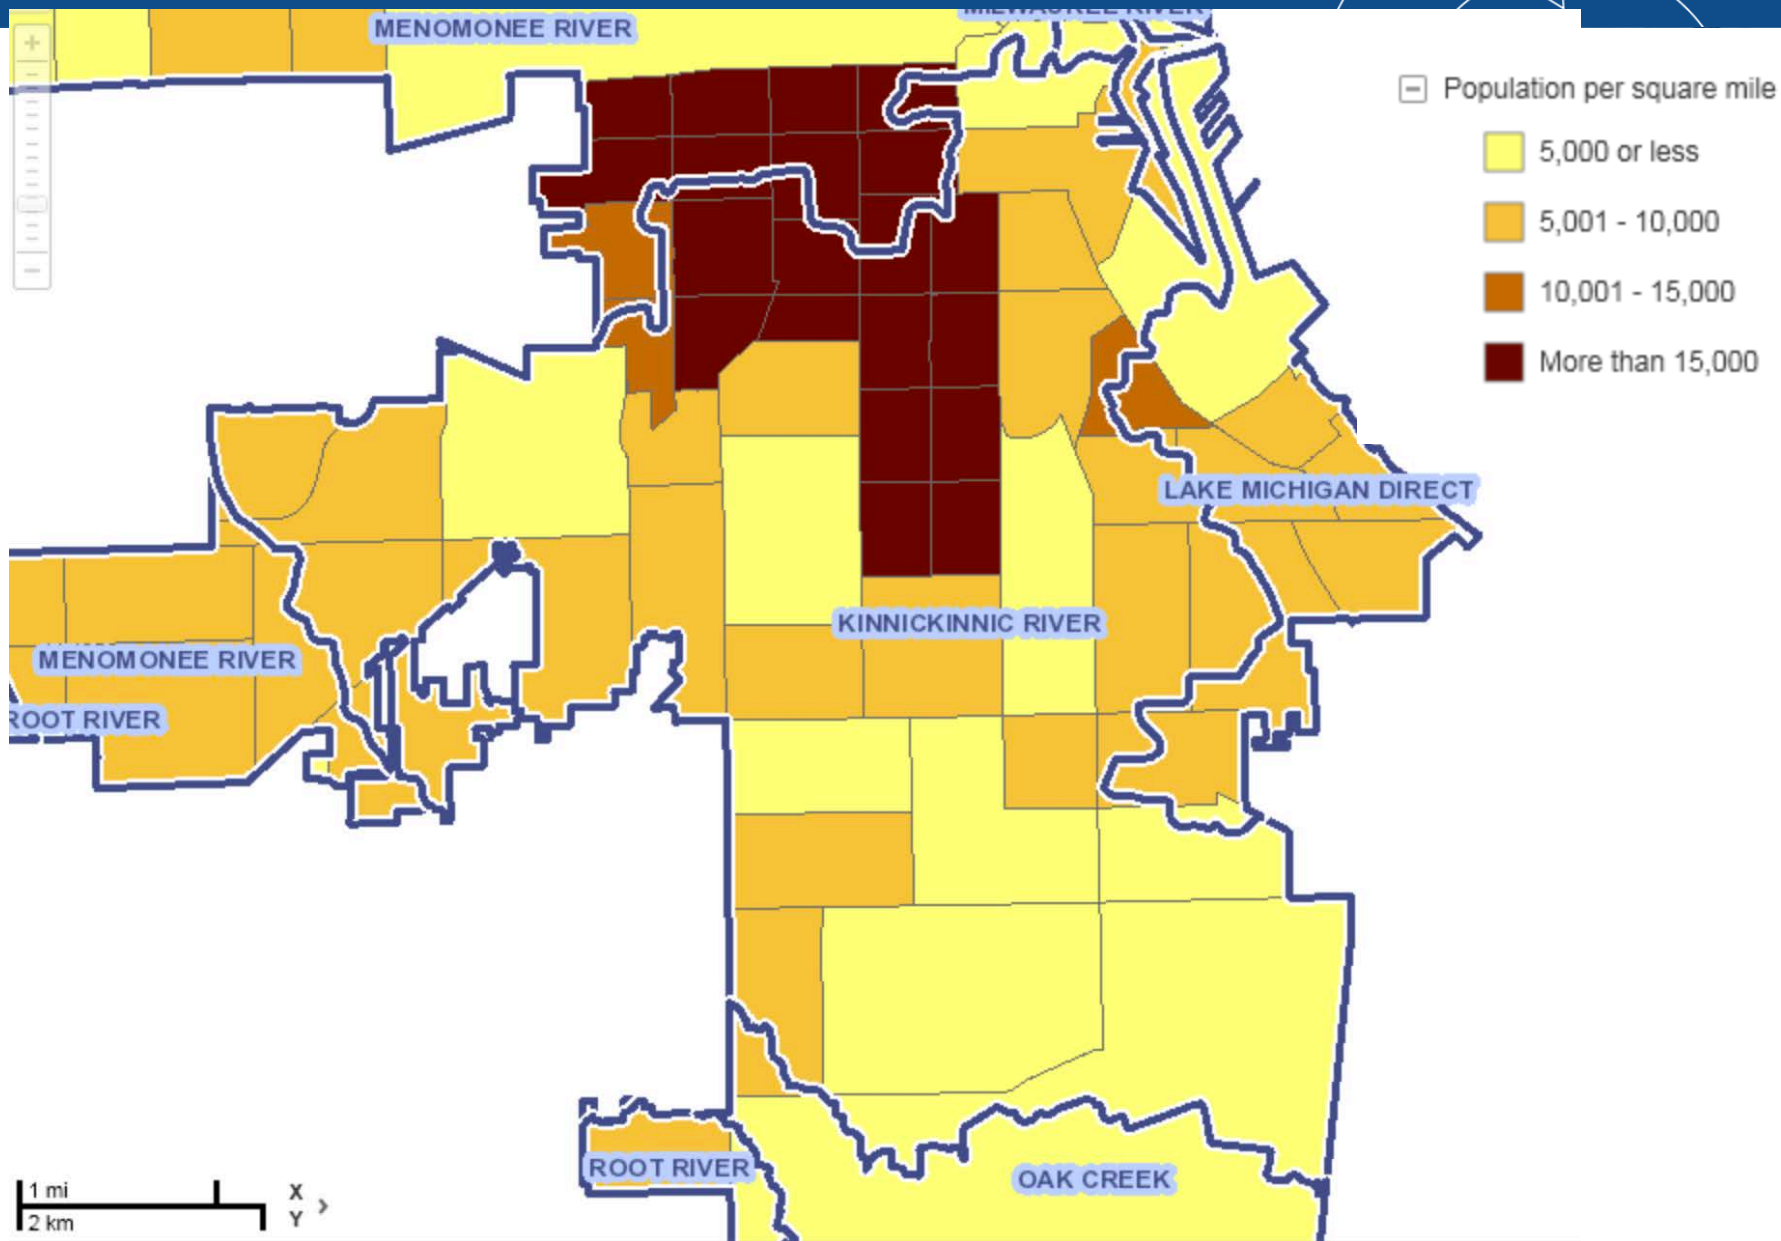 MENOMONEE RIVER
MILWAUKEE RIVER
Population per square mile
5,000 or less
5,001 - 10,000
10,001 - 15,000
More than 15,000
LAKE MICHIGAN DIRECT
KINNICKINNIC RIVER
MENOMONEE RIVER
ROOT RIVER
ROOT RIVER
OAK CREEK
1 mi
2 km
X
Y